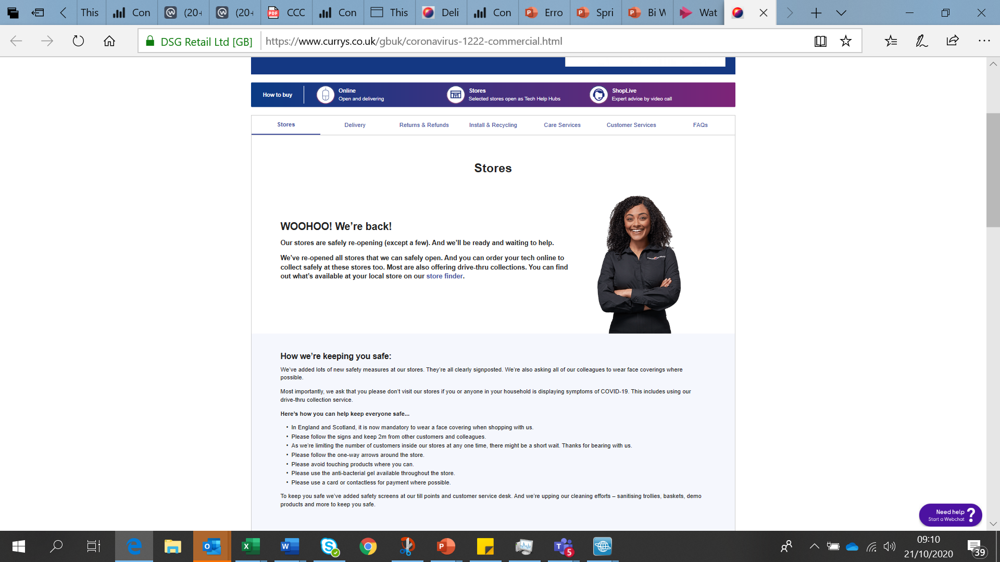 This
Con
(20+
(20+
CCC
Con
This
Deli
Con
Erro
Spri
Bi W
Wat
DSG Retail Ltd [GB]
https://www.currys.co.uk/gbuk/coronavirus-1222-commercial.html
How to buy
Online
Open and delivering
Stores
Selected stores open as Tech Help Hubs
ShopLive
Expert advice by video call
Stores
Delivery
Returns & Refunds
Install & Recycling
Care Services
Customer Services
FAQs
Stores
WOOHOO! We’re back!
Our stores are safely re-opening (except a few). And we’ll be ready and waiting to help.
We’ve re-opened all stores that we can safely open. And you can order your tech online to
collect safely at these stores too. Most are also offering drive-thru collections. You can find
out what’s available at your local store on our store finder.
How we’re keeping you safe:
We’ve added lots of new safety measures at our stores. They’re all clearly signposted. We’re also asking all of our colleagues to wear face coverings where
possible.
Most importantly, we ask that you please don’t visit our stores if you or anyone in your household is displaying symptoms of COVID-19. This includes using our
drive-thru collection service.
Here’s how you can help keep everyone safe...
• In England and Scotland, it is now mandatory to wear a face covering when shopping with us.
• Please follow the signs and keep 2m from other customers and colleagues.
• As we’re limiting the number of customers inside our stores at any one time, there might be a short wait. Thanks for bearing with us.
• Please follow the one-way arrows around the store.
• Please avoid touching products where you can.
• Please use the anti-bacterial gel available throughout the store.
• Please use a card or contactless for payment where possible.
To keep you safe we’ve added safety screens at our till points and customer service desk. And we’re upping our cleaning efforts – sanitising trollies, baskets, demo
products and more to keep you safe.
Need help ?
Start a Webchat
09:10
21/10/2020
39
5